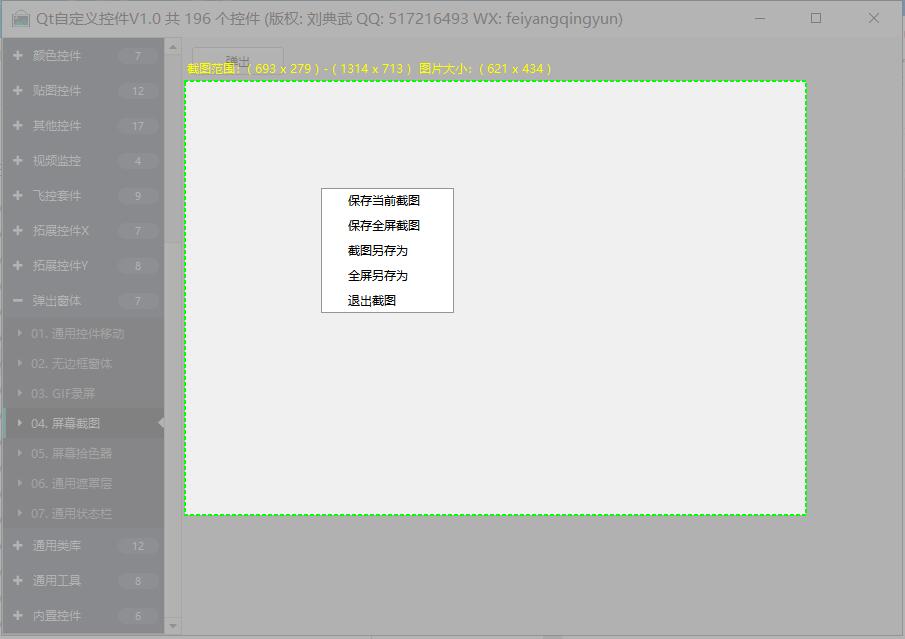 Qt自定义控件V1.0 共 196 个控件 (版权: 刘典武 QQ: 517216493 WX: feiyangqingyun)
颜色控件 7
贴图控件 12
其他控件 17
视频监控 4
飞控套件 9
拓展控件X 7
拓展控件Y 8
弹出窗体 7
01. 通用控件移动
02. 无边框窗体
03. GIF录屏
04. 屏幕截图
05. 屏幕拾色器
06. 通用遮罩层
07. 通用状态栏
通用类库 12
通用工具 8
内置控件 6
弹出
截图范围：( 693 x 279 ) - ( 1314 x 713 ) 图片大小：( 621 x 434 )
保存当前截图
保存全屏截图
截图另存为
全屏另存为
退出截图